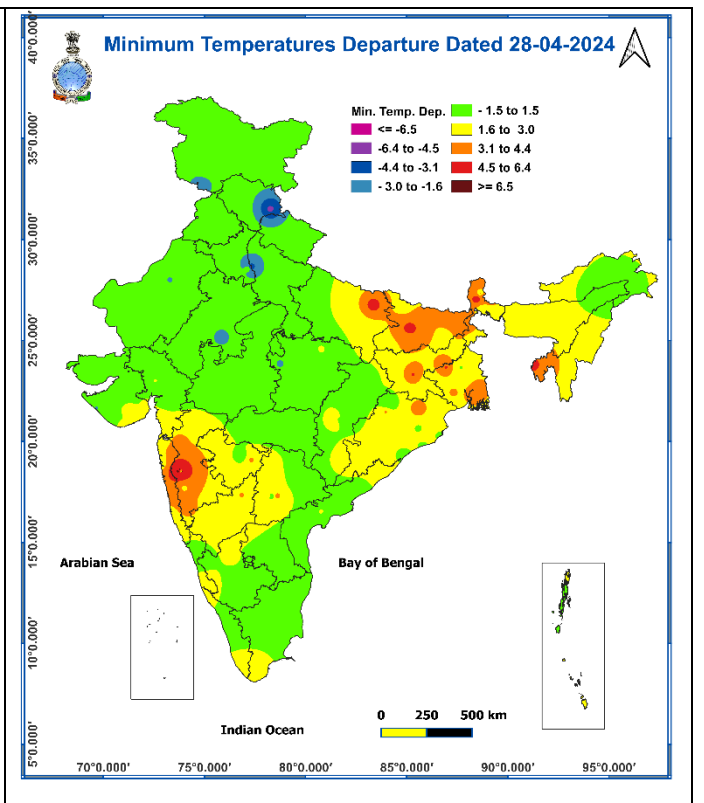 Minimum Temperatures Departure Dated 28-04-2024
Min. Temp. Dep.
<= -6.5
-6.4 to -4.5
-4.4 to -3.1
- 3.0 to -1.6
- 1.5 to 1.5
1.6 to 3.0
3.1 to 4.4
4.5 to 6.4
>= 6.5
40°0.000'
35°0.000'
30°0.000'
25°0.000'
20°0.000'
15°0.000'
10°0.000'
5°0.000'
Arabian Sea
Bay of Bengal
Indian Ocean
0 250 500 km
70°0.000' 75°0.000' 80°0.000' 85°0.000' 90°0.000' 95°0.000'